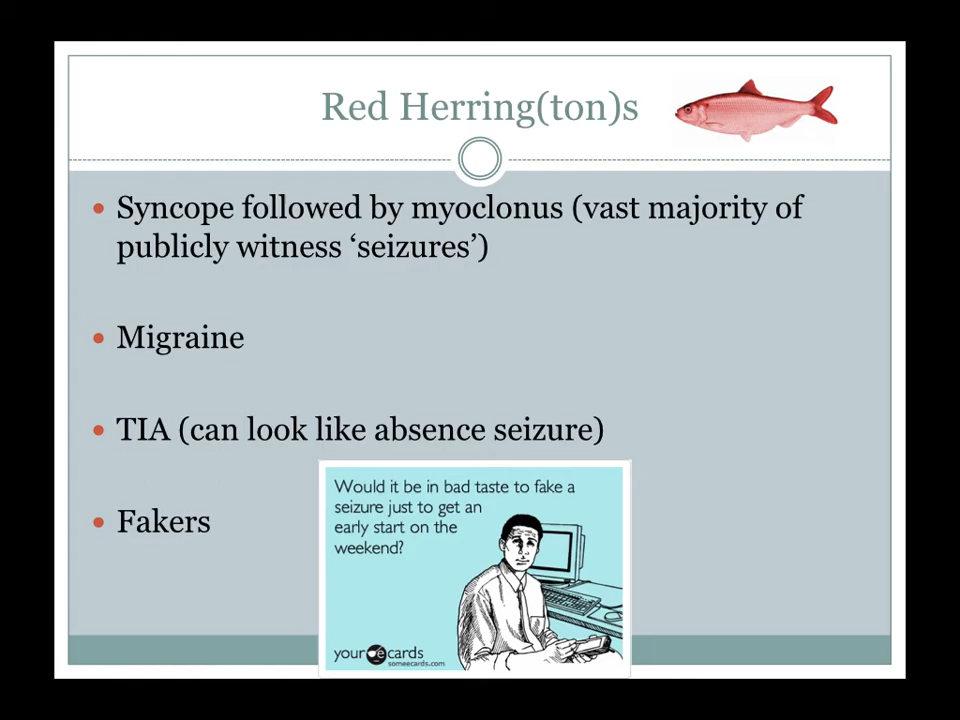 Red Herring(ton)s
• Syncope followed by myoclonus (vast majority of
publicly witness ‘seizures’)
• Migraine
• TIA (can look like absence seizure)
• Fakers
Would it be in bad taste to fake a
seizure just to get an
early start on the
weekend?
your e cards
someecards.com